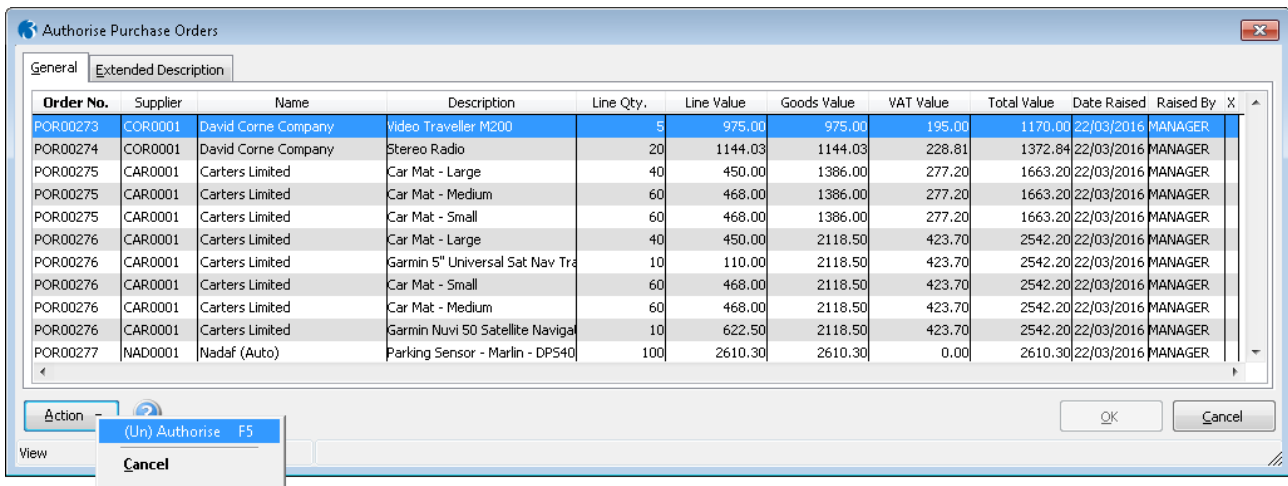 Authorise Purchase Orders
General Extended Description
Order No. Supplier Name Description Line Qty. Line Value Goods Value VAT Value Total Value Date Raised Raised By X
POR00273 COR0001 David Corne Company Video Traveller M200 5 975.00 975.00 195.00 1170.00 22/03/2016 MANAGER
POR00274 COR0001 David Corne Company Stereo Radio 20 1144.03 1144.03 228.81 1372.84 22/03/2016 MANAGER
POR00275 CAR0001 Carters Limited Car Mat - Large 40 450.00 1386.00 277.20 1663.20 22/03/2016 MANAGER
POR00275 CAR0001 Carters Limited Car Mat - Medium 60 468.00 1386.00 277.20 1663.20 22/03/2016 MANAGER
POR00275 CAR0001 Carters Limited Car Mat - Small 60 468.00 1386.00 277.20 1663.20 22/03/2016 MANAGER
POR00276 CAR0001 Carters Limited Car Mat - Large 40 450.00 2118.50 423.70 2542.20 22/03/2016 MANAGER
POR00276 CAR0001 Carters Limited Garmin 5" Universal Sat Nav Tra 10 110.00 2118.50 423.70 2542.20 22/03/2016 MANAGER
POR00276 CAR0001 Carters Limited Car Mat - Small 60 468.00 2118.50 423.70 2542.20 22/03/2016 MANAGER
POR00276 CAR0001 Carters Limited Car Mat - Medium 60 468.00 2118.50 423.70 2542.20 22/03/2016 MANAGER
POR00276 CAR0001 Carters Limited Garmin Nuvi 50 Satellite Navigat 10 622.50 2118.50 423.70 2542.20 22/03/2016 MANAGER
POR00277 NAD0001 Nadaf (Auto) Parking Sensor - Marlin - DPS40 100 2610.30 2610.30 0.00 2610.30 22/03/2016 MANAGER
Action ? OK Cancel
(Un) Authorise F5
View
Cancel